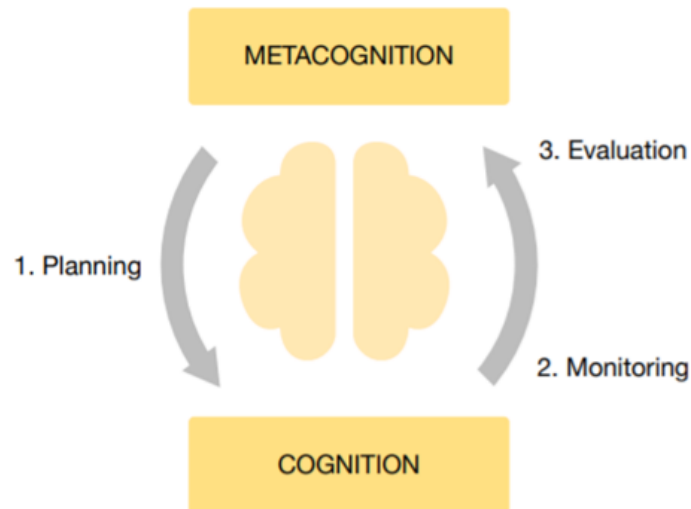 METACOGNITION
3. Evaluation
1. Planning
2. Monitoring
COGNITION